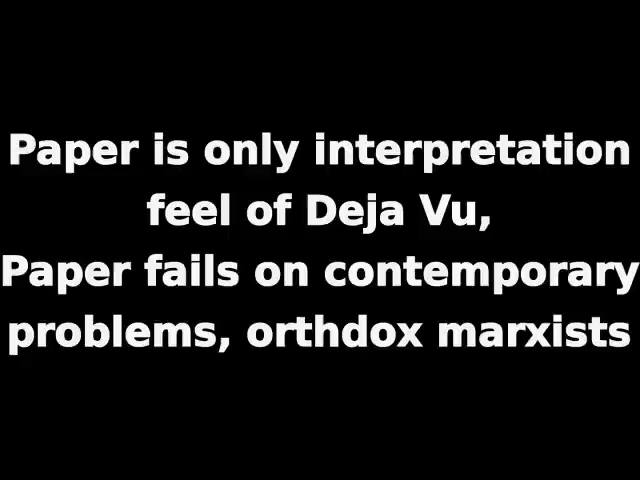 Paper is only interpretation
feel of Deja Vu,
Paper fails on contemporary
problems, orthdox marxists